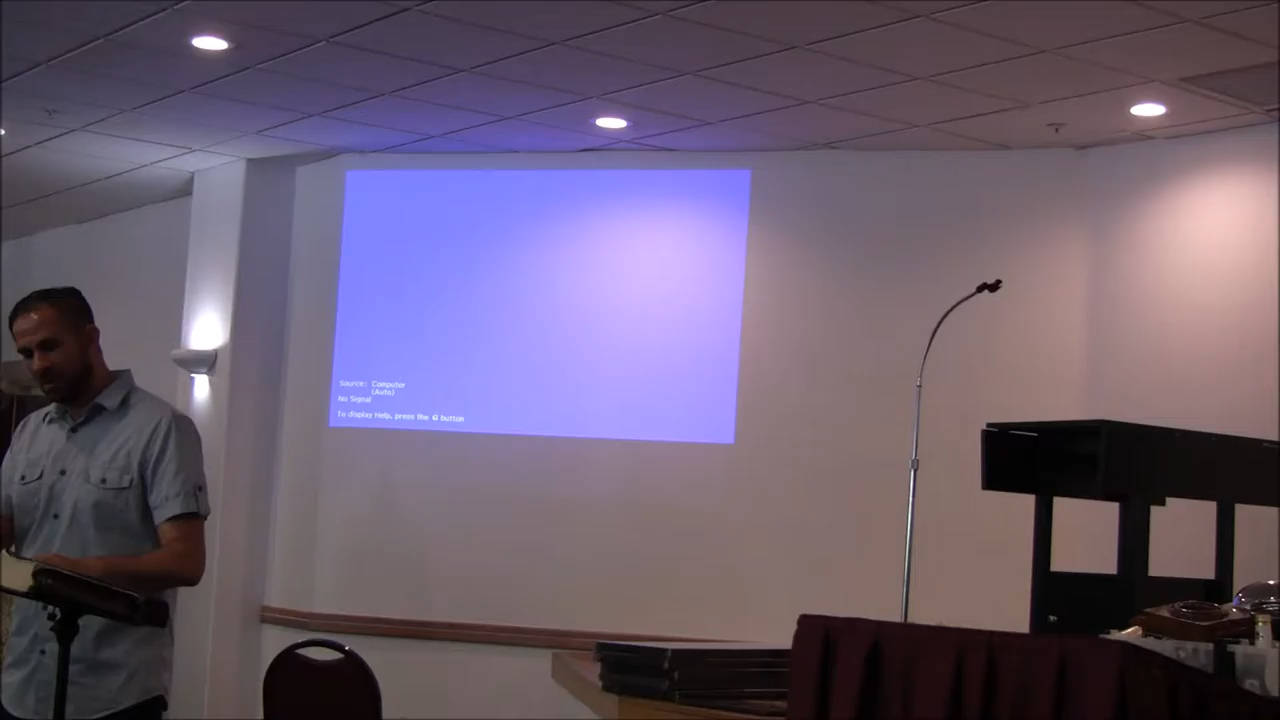 Source: Computer
(Auto)
No Signal
To display Help, press the button